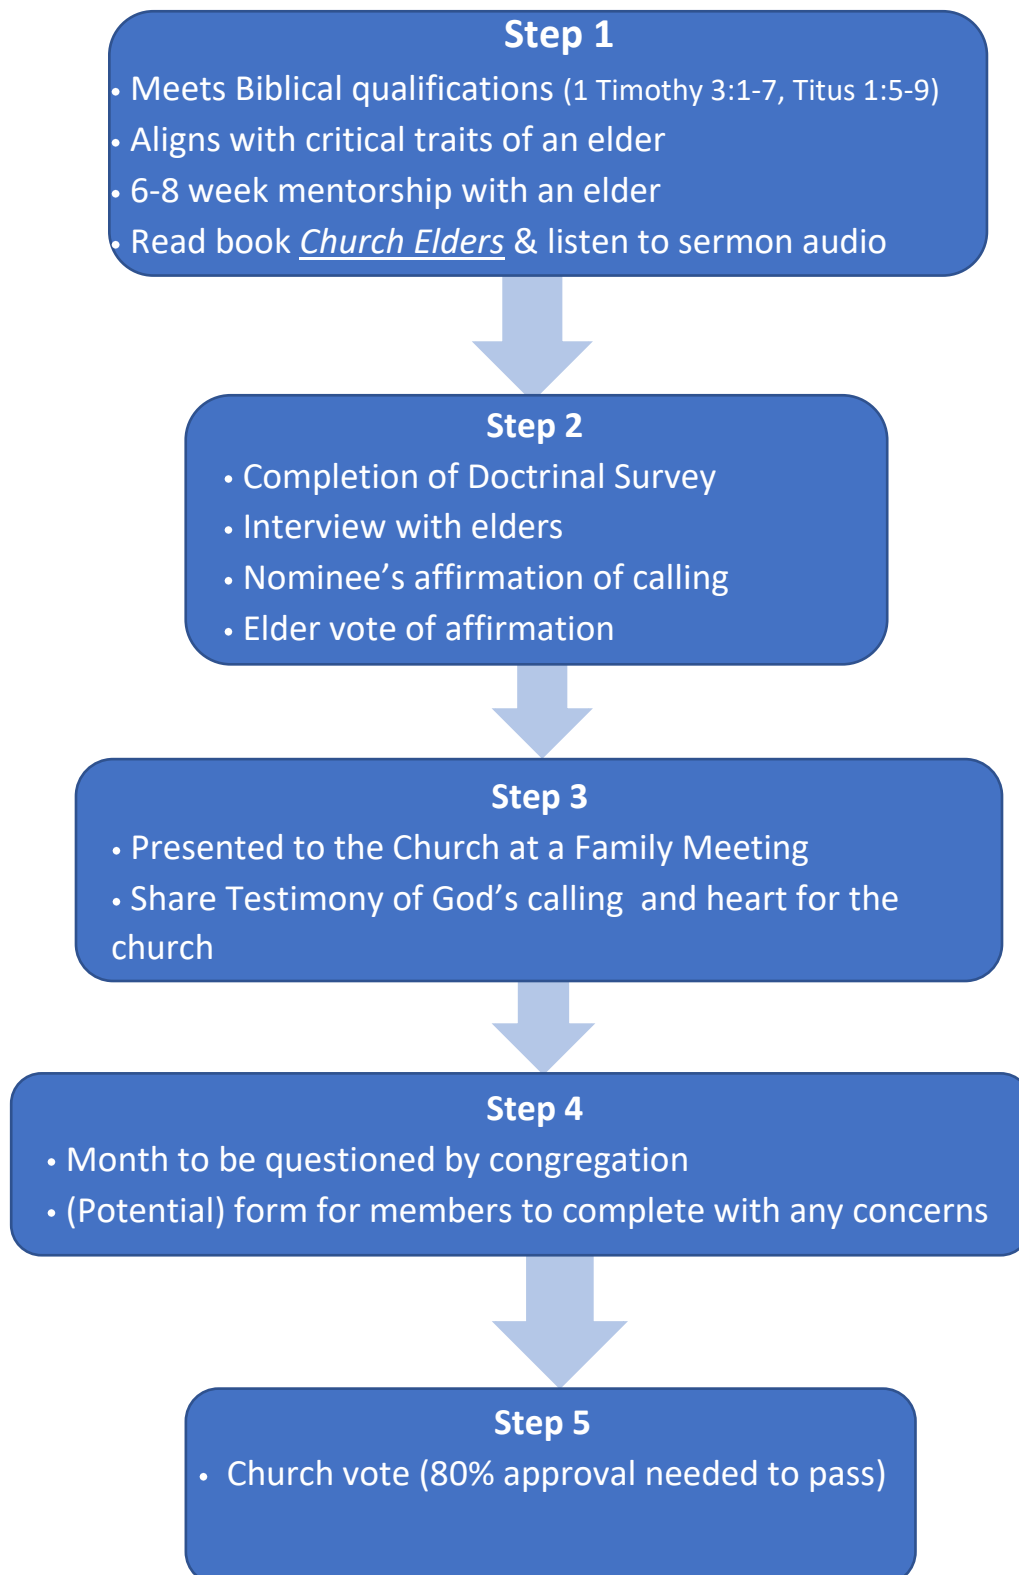 Step 1
• Meets Biblical qualifications (1 Timothy 3:1-7, Titus 1:5-9)
• Aligns with critical traits of an elder
• 6-8 week mentorship with an elder
• Read book Church Elders & listen to sermon audio
Step 2
• Completion of Doctrinal Survey
• Interview with elders
• Nominee’s affirmation of calling
• Elder vote of affirmation
Step 3
• Presented to the Church at a Family Meeting
• Share Testimony of God’s calling  and heart for the
church
Step 4
• Month to be questioned by congregation
• (Potential) form for members to complete with any concerns
Step 5
• Church vote (80% approval needed to pass)